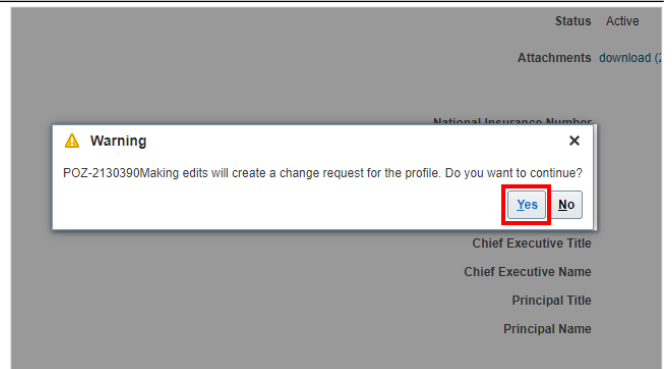 Status Active
Attachments download (2
National Insurance Number
Warning
POZ-2130390Making edits will create a change request for the profile. Do you want to continue?
Yes No
Chief Executive Title
Chief Executive Name
Principal Title
Principal Name